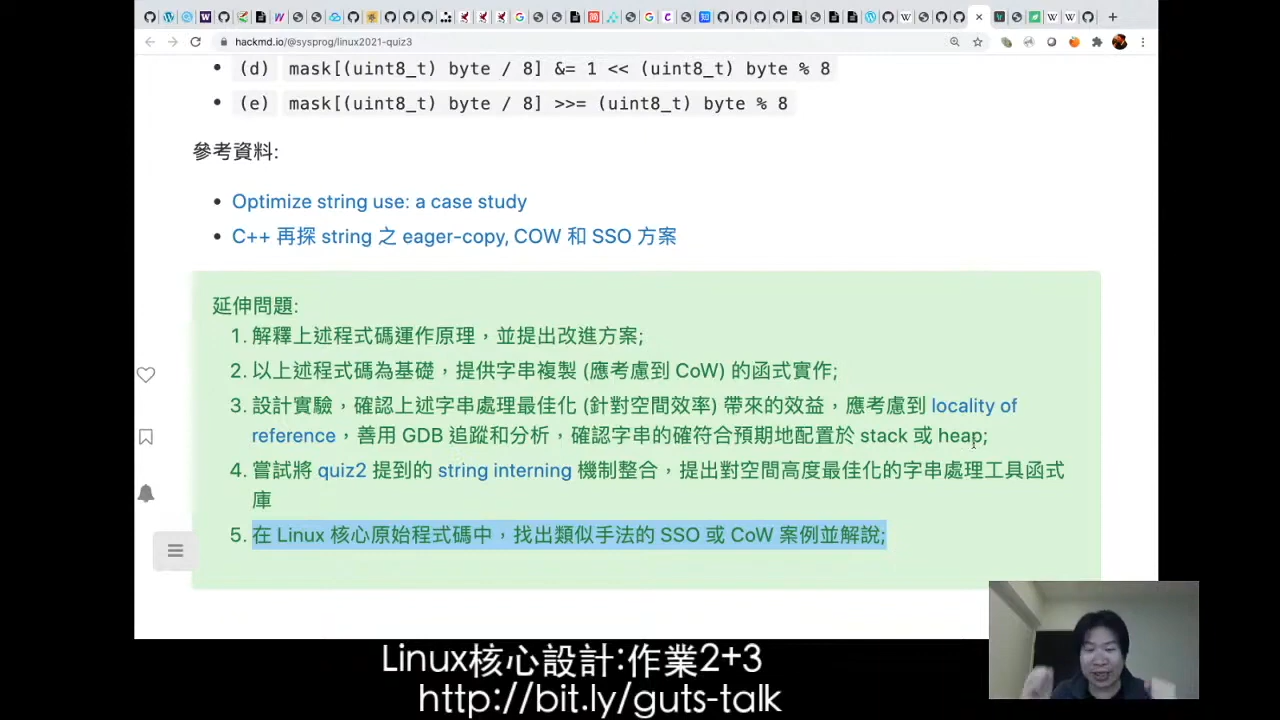 hackmd.io/@sysprog/linux2021-quiz3
(d) mask[(uint8_t) byte / 8] &= 1 << (uint8_t) byte % 8
(e) mask[(uint8_t) byte / 8] >>= (uint8_t) byte % 8
參考資料:
Optimize string use: a case study
C++ 再探 string 之 eager-copy, COW 和 SSO 方案
延伸問題:
1. 解釋上述程式碼運作原理，並提出改進方案;
2. 以上述程式碼為基礎，提供字串複製 (應考慮到 CoW) 的函式實作;
3. 設計實驗，確認上述字串處理最佳化 (針對空間效率) 帶來的效益，應考慮到 locality of
reference，善用 GDB 追蹤和分析，確認字串的確符合預期地配置於 stack 或 heap;
4. 嘗試將 quiz2 提到的 string interning 機制整合，提出對空間高度最佳化的字串處理工具函式
庫
5. 在 Linux 核心原始程式碼中，找出類似手法的 SSO 或 CoW 案例並解說;
Linux核心設計:作業2+3
http://bit.ly/guts-talk